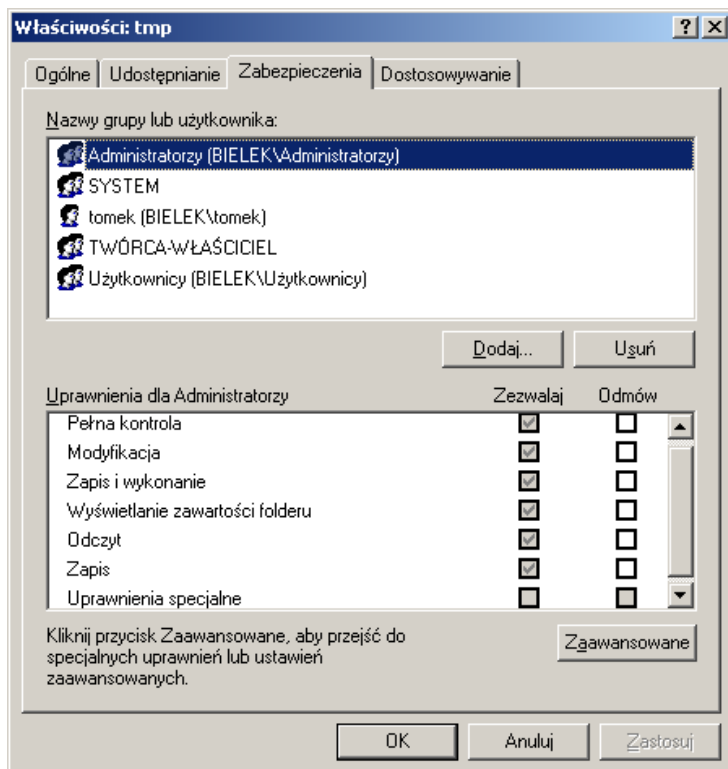 Właściwości: tmp
Ogólne Udostępnianie Zabezpieczenia Dostosowywanie
Nazwy grupy lub użytkownika:
Administratorzy (BIELEK\Administratorzy)
SYSTEM
tomek (BIELEK\tomek)
TWÓRCA-WŁAŚCICIEL
Użytkownicy (BIELEK\Użytkownicy)
Dodaj... Usuń
Uprawnienia dla Administratorzy Zezwalaj Odmów
Pełna kontrola
Modyfikacja
Zapis i wykonanie
Wyświetlanie zawartości folderu
Odczyt
Zapis
Uprawnienia specjalne
Kliknij przycisk Zaawansowane, aby przejść do
specjalnych uprawnień lub ustawień
zaawansowanych.
Zaawansowane
OK Anuluj Zastosuj